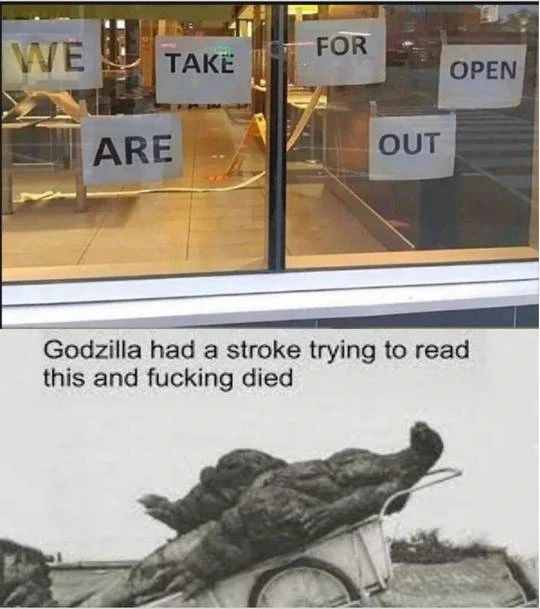 WE TAKE FOR OPEN
ARE OUT
Godzilla had a stroke trying to read
this and fucking died